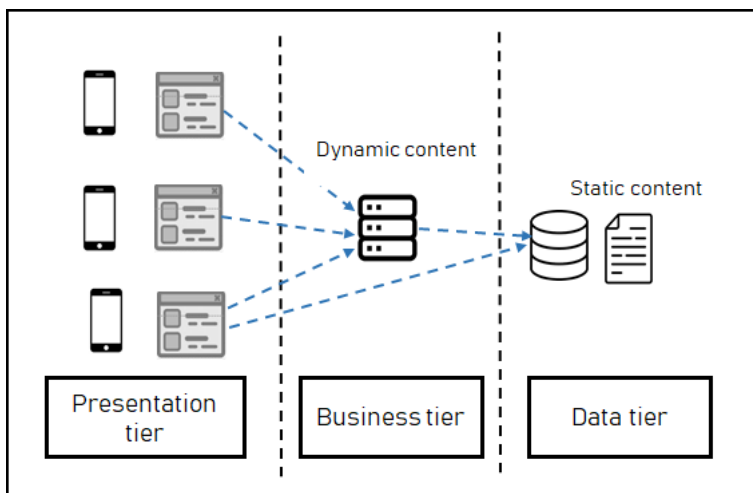 Dynamic content
Static content
Presentation
tier
Business tier
Data tier